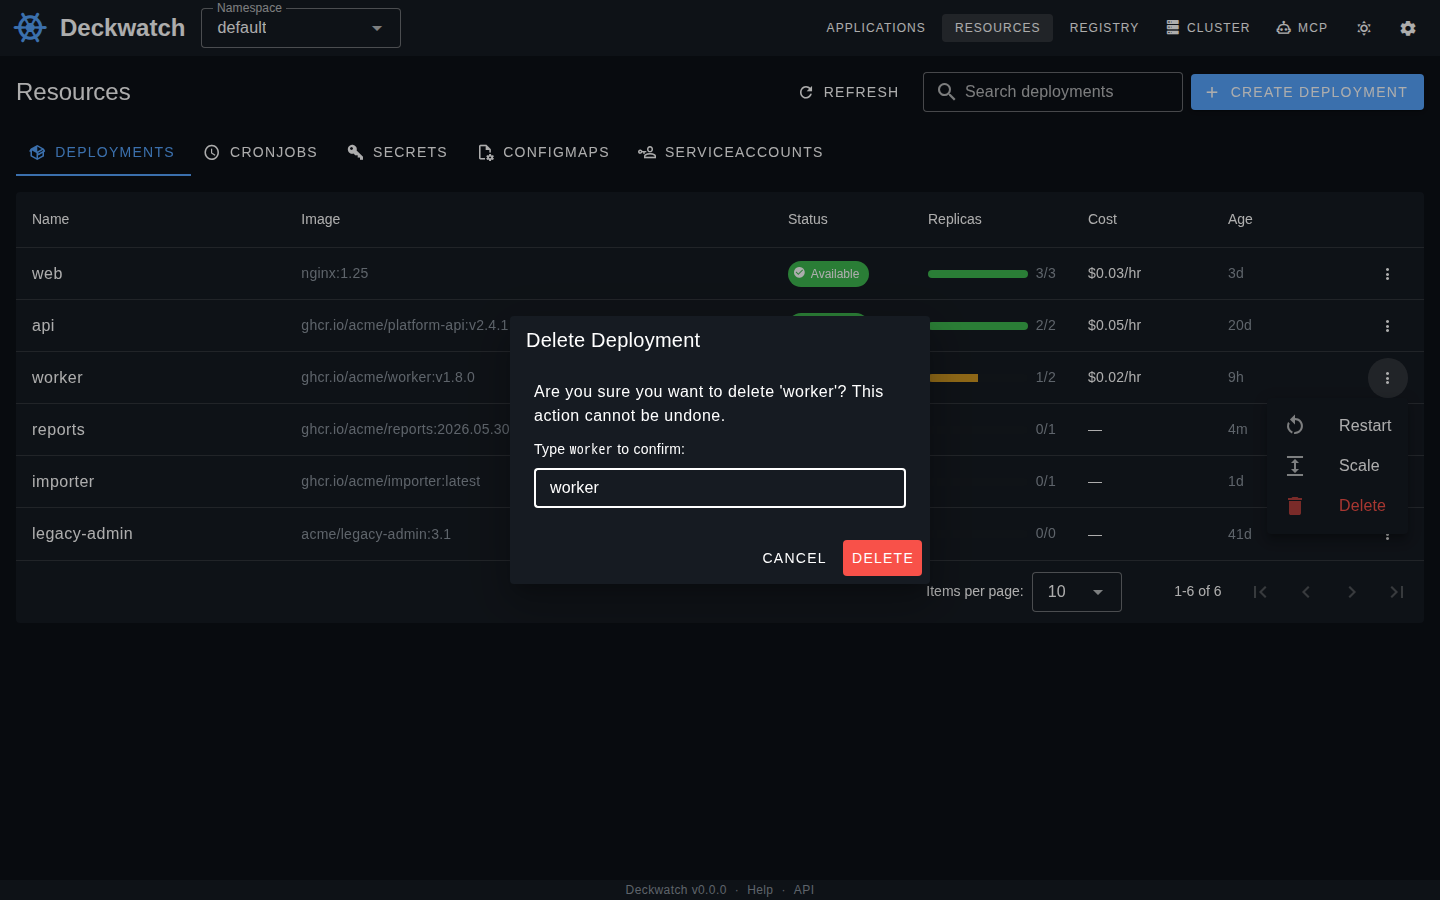 Deckwatch
Namespace
default
APPLICATIONS
RESOURCES
REGISTRY
CLUSTER
MCP
Resources
REFRESH
Search deployments
CREATE DEPLOYMENT
DEPLOYMENTS
CRONJOBS
SECRETS
CONFIGMAPS
SERVICEACCOUNTS
Name Image Status Replicas Cost Age
web nginx:1.25 Available 3/3 $0.03/hr 3d
api ghcr.io/acme/platform-api:v2.4.1 2/2 $0.05/hr 20d
worker ghcr.io/acme/worker:v1.8.0 1/2 $0.02/hr 9h
reports ghcr.io/acme/reports:2026.05.30 0/1 — 4m
importer ghcr.io/acme/importer:latest 0/1 — 1d
legacy-admin acme/legacy-admin:3.1 0/0 — 41d
Delete Deployment
Are you sure you want to delete 'worker'? This
action cannot be undone.
Type worker to confirm:
worker
CANCEL
DELETE
Restart
Scale
Delete
Items per page: 10 1-6 of 6
Deckwatch v0.0.0 · Help · API